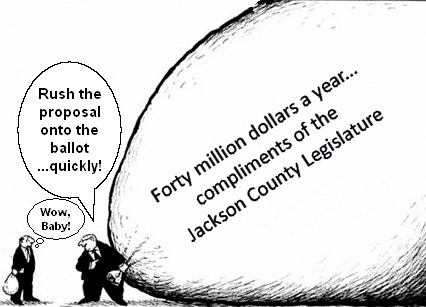 Rush the
proposal
onto the
ballot
...quickly!
Wow,
Baby!
Forty million dollars a year...
compliments of the
Jackson County Legislature